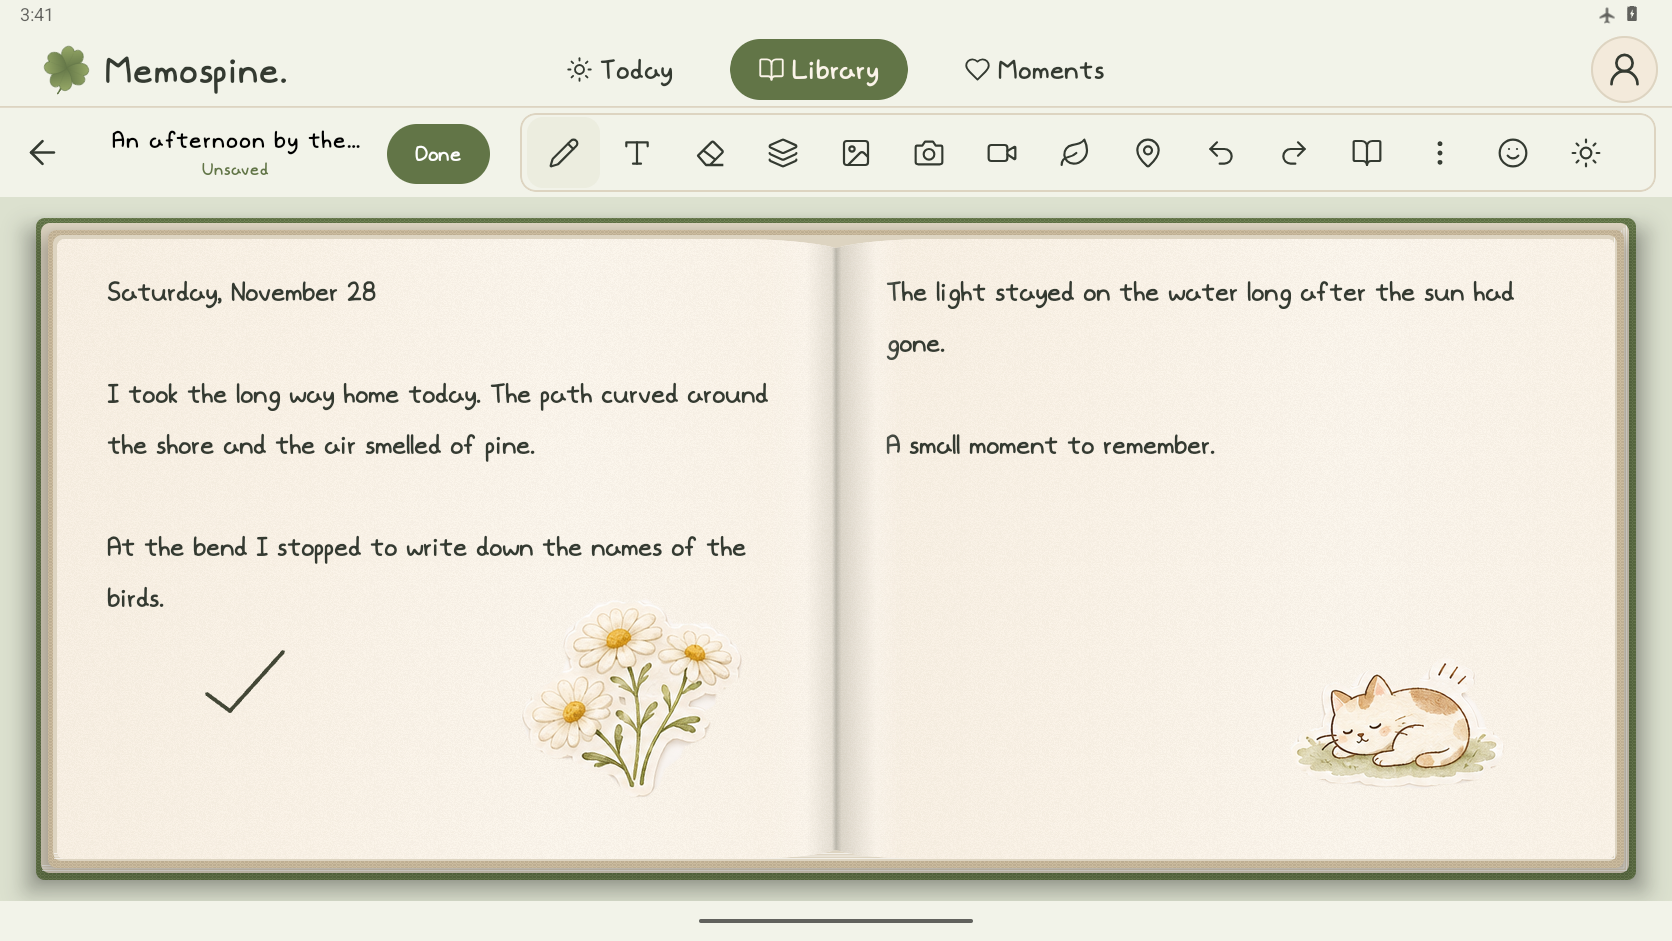 3:41
Memospine.
Today
Library
Moments
An afternoon by the...
Unsaved
Done
Saturday, November 28
I took the long way home today. The path curved around
the shore and the air smelled of pine.
At the bend I stopped to write down the names of the
birds.
The light stayed on the water long after the sun had
gone.
A small moment to remember.